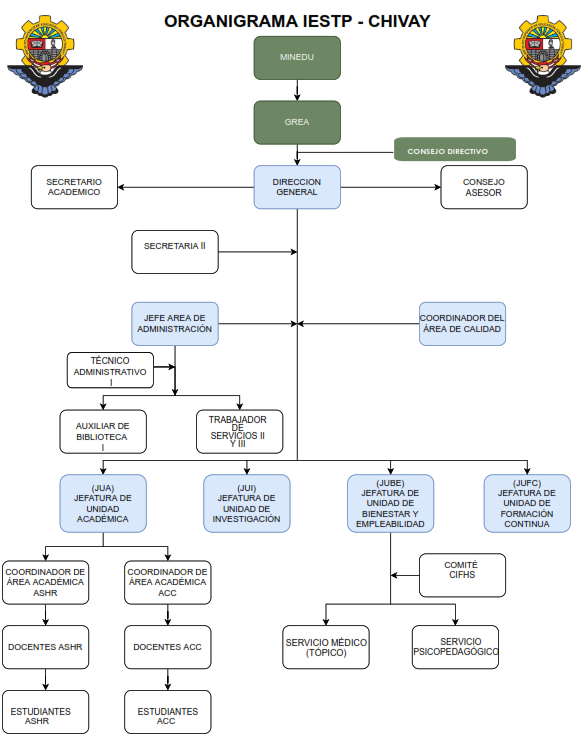 ORGANIGRAMA IESTP - CHIVAY
MINEDU
GREA
CONSEJO DIRECTIVO
SECRETARIO
ACADEMICO
DIRECCION
GENERAL
CONSEJO
ASESOR
SECRETARIA II
JEFE AREA DE
ADMINISTRACIÓN
COORDINADOR DEL
ÁREA DE CALIDAD
TÉCNICO
ADMINISTRATIVO
I
AUXILIAR DE
BIBLIOTECA
I
TRABAJADOR
DE
SERVICIOS II
Y III
(JUA)
JEFATURA DE
UNIDAD
ACADÉMICA
(JUI)
JEFATURA DE
UNIDAD DE
INVESTIGACIÓN
(JUBE)
JEFATURA DE
UNIDAD DE
BIENESTAR Y
EMPLEABILIDAD
(JUFC)
JEFATURA DE
UNIDAD DE
FORMACIÓN
CONTINUA
COORDINADOR DE
ÁREA ACADÉMICA
ASHR
COORDINADOR DE
ÁREA ACADÉMICA
ACC
COMITÉ
CIFHS
DOCENTES ASHR
DOCENTES ACC
SERVICIO MÉDICO
(TÓPICO)
SERVICIO
PSICOPEDAGÓGICO
ESTUDIANTES
ASHR
ESTUDIANTES
ACC